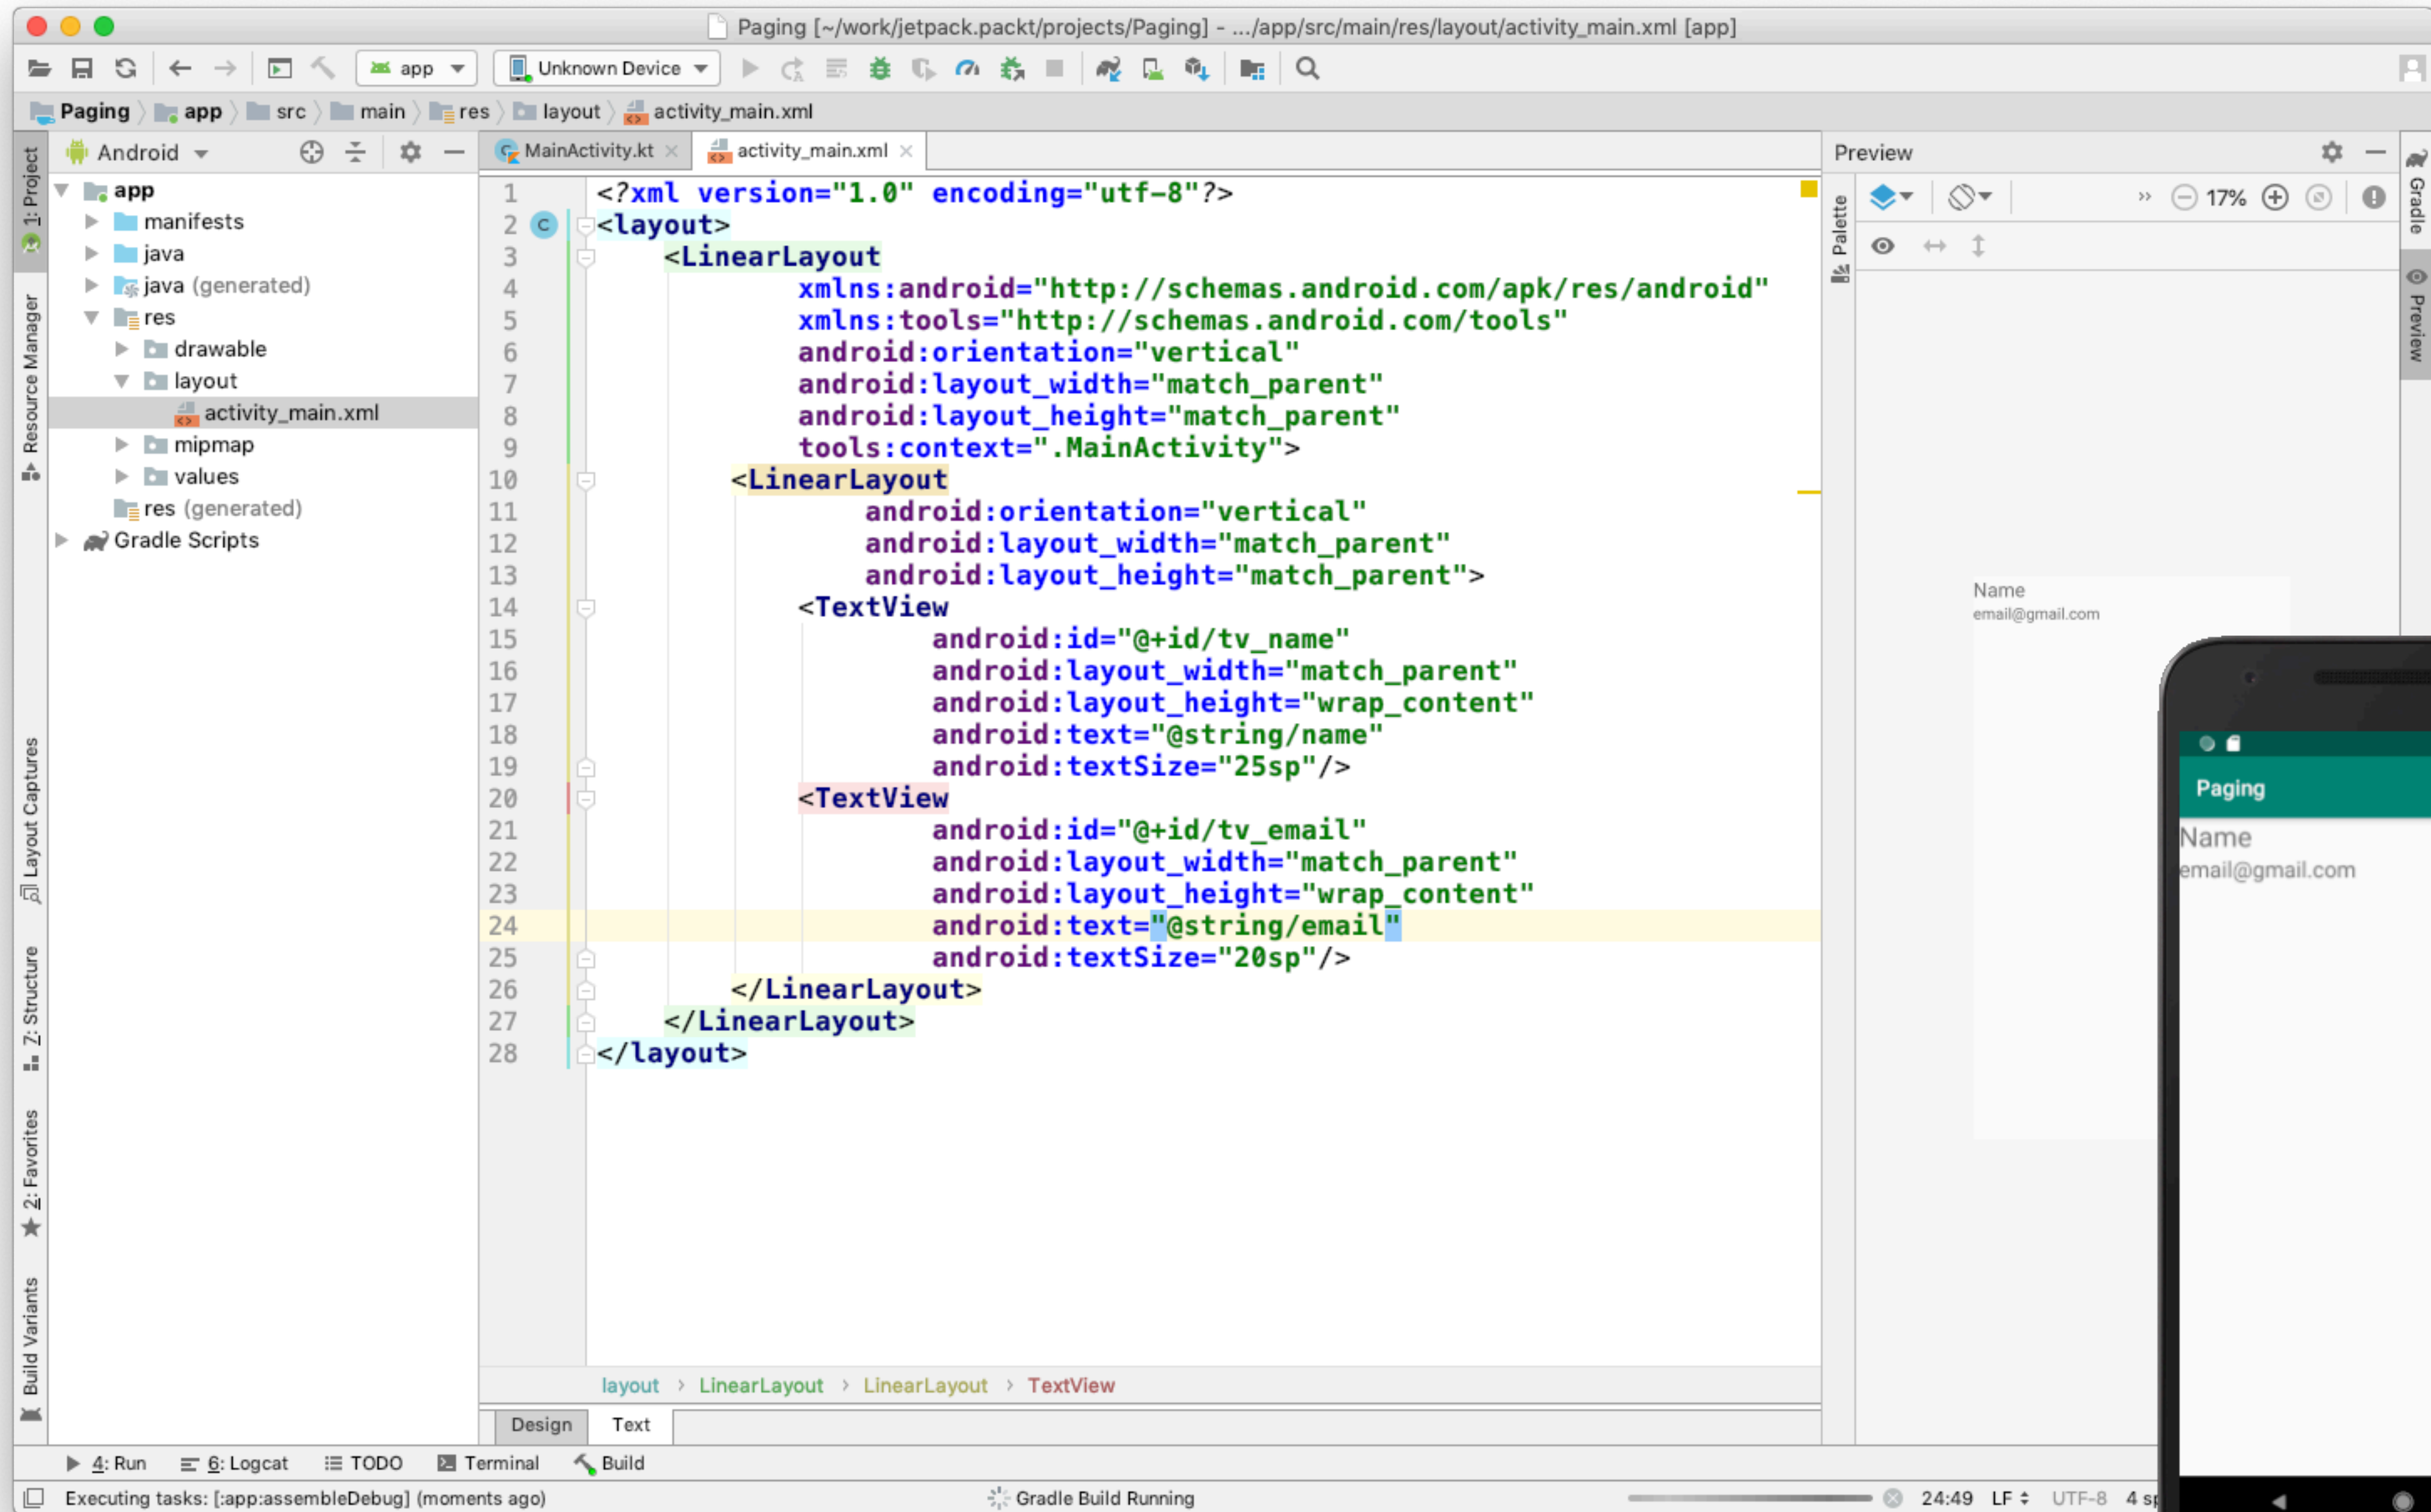 Paging [~/work/jetpack.packt/projects/Paging] - .../app/src/main/res/layout/activity_main.xml [app]
app Unknown Device
Paging app src main res layout activity_main.xml
1: Project
Resource Manager
Layout Captures
Z: Structure
2: Favorites
Build Variants
Android
app
manifests
java
java (generated)
res
drawable
layout
activity_main.xml
mipmap
values
res (generated)
Gradle Scripts
MainActivity.kt activity_main.xml
1 <?xml version="1.0" encoding="utf-8"?>
2 C <layout>
3 <LinearLayout
4 xmlns:android="http://schemas.android.com/apk/res/android"
5 xmlns:tools="http://schemas.android.com/tools"
6 android:orientation="vertical"
7 android:layout_width="match_parent"
8 android:layout_height="match_parent"
9 tools:context=".MainActivity">
10 <LinearLayout
11 android:orientation="vertical"
12 android:layout_width="match_parent"
13 android:layout_height="match_parent">
14 <TextView
15 android:id="@+id/tv_name"
16 android:layout_width="match_parent"
17 android:layout_height="wrap_content"
18 android:text="@string/name"
19 android:textSize="25sp"/>
20 <TextView
21 android:id="@+id/tv_email"
22 android:layout_width="match_parent"
23 android:layout_height="wrap_content"
24 android:text="@string/email"
25 android:textSize="20sp"/>
26 </LinearLayout>
27 </LinearLayout>
28 </layout>
layout › LinearLayout › LinearLayout › TextView
Design Text
Preview
Palette
17%
Gradle
Preview
Name
email@gmail.com
Paging
Name
email@gmail.com
4: Run 6: Logcat TODO Terminal Build
Executing tasks: [:app:assembleDebug] (moments ago) Gradle Build Running 24:49 LF UTF-8 4